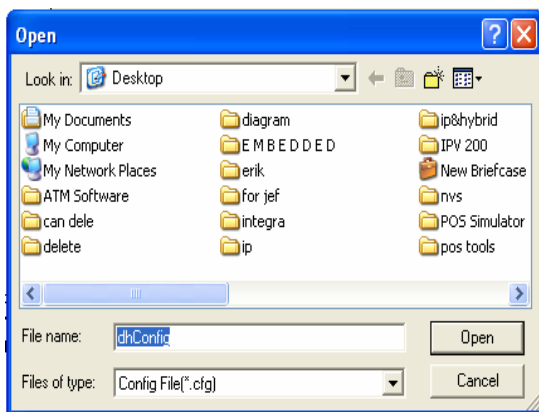 Open
Look in: Desktop
My Documents diagram ip&hybrid
My Computer E M B E D D E D IPV 200
My Network Places erik New Briefcase
ATM Software for jef nvs
can dele integra POS Simulator
delete ip pos tools
File name: dhConfig Open
Files of type: Config File(*.cfg) Cancel